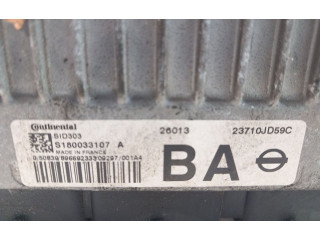 Continental
SID303
S180033107 A
MADE IN FRANCE
26013
23710JD59C
BA